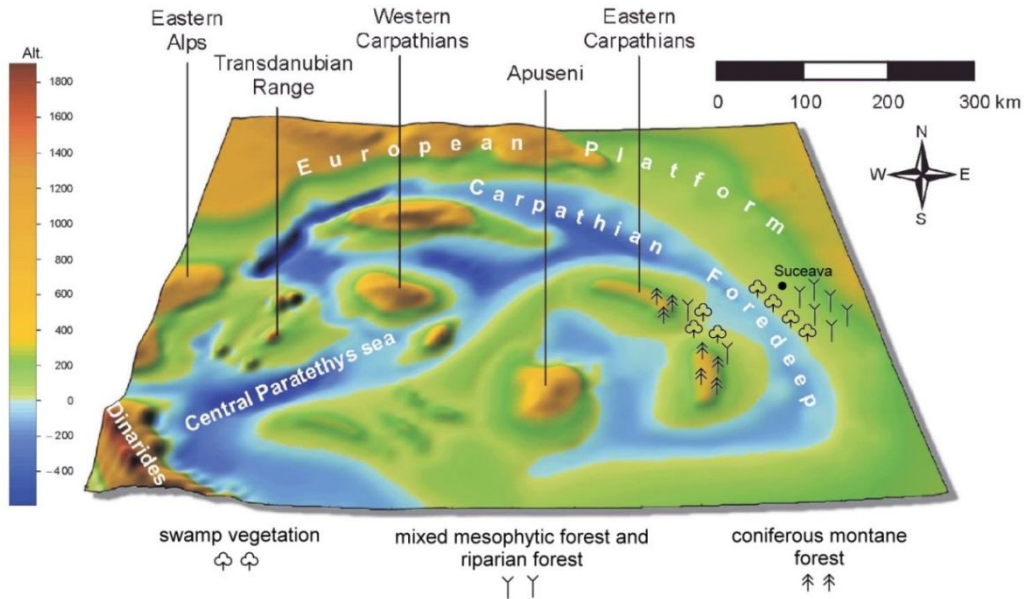 Eastern
Alps
Western
Carpathians
Eastern
Carpathians
Transdanubian
Range
Apuseni
Alt.
1800
1600
1400
1200
1000
800
600
400
200
0
−200
−400
0 100 200 300 km
N
W E
S
European Platform
Carpathian Foredeep
Suceava
Central Paratethys sea
Dinarides
swamp vegetation
mixed mesophytic forest and
riparian forest
coniferous montane
forest